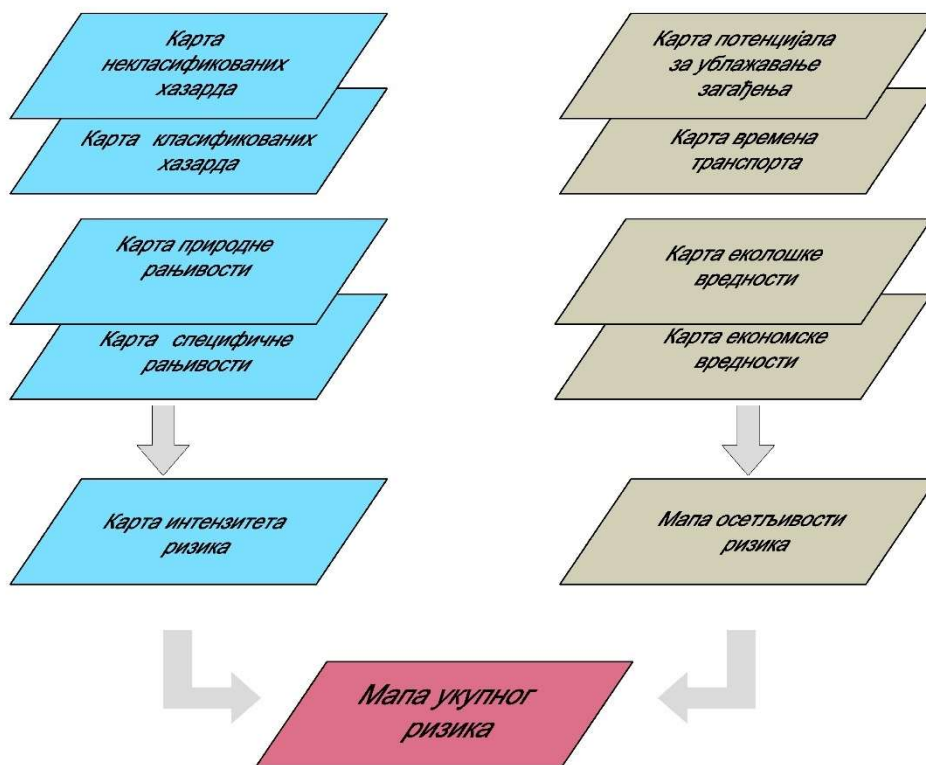 Карта
некласификованих
хазарда
Карта класификованих
хазарда
Карта природне
рањивости
Карта специфичне
рањивости
Карта интензитета
ризика
Карта потенцијала
за ублажавање
загађења
Карта времена
транспорта
Карта еколошке
вредности
Карта економске
вредности
Мапа осетљивости
ризика
Мапа укупног
ризика